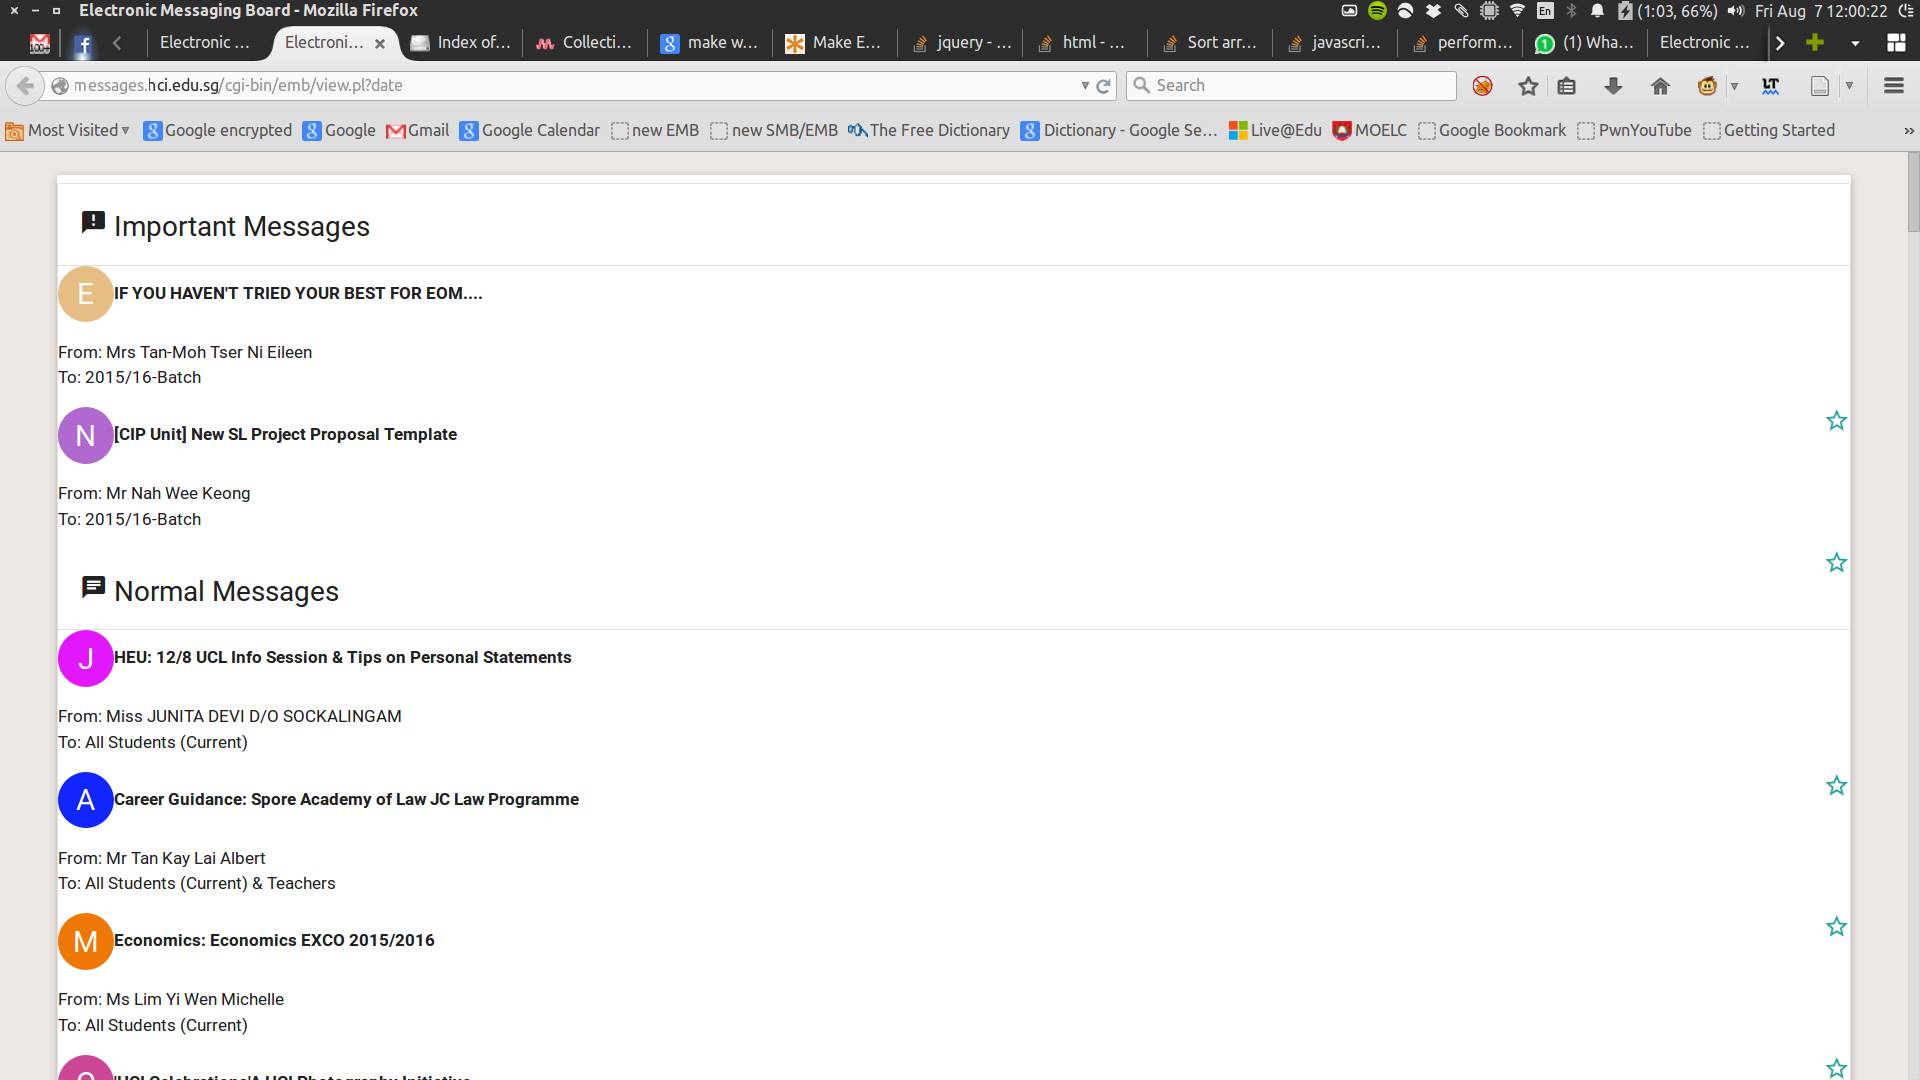 Electronic Messaging Board - Mozilla Firefox
En
(1:03, 66%)
Fri Aug 7 12:00:22
Electronic ...
Electroni...
Index of...
Collecti...
make w...
Make E...
jquery - ...
html - ...
Sort arr...
javascri...
perform...
(1) Wha...
Electronic ...
messages.hci.edu.sg/cgi-bin/emb/view.pl?date
Search
Most Visited
Google encrypted
Google
Gmail
Google Calendar
new EMB
new SMB/EMB
The Free Dictionary
Dictionary - Google Se...
Live@Edu
MOELC
Google Bookmark
PwnYouTube
Getting Started
Important Messages
E
IF YOU HAVEN'T TRIED YOUR BEST FOR EOM....
From: Mrs Tan-Moh Tser Ni Eileen
To: 2015/16-Batch
N
[CIP Unit] New SL Project Proposal Template
From: Mr Nah Wee Keong
To: 2015/16-Batch
Normal Messages
J
HEU: 12/8 UCL Info Session & Tips on Personal Statements
From: Miss JUNITA DEVI D/O SOCKALINGAM
To: All Students (Current)
A
Career Guidance: Spore Academy of Law JC Law Programme
From: Mr Tan Kay Lai Albert
To: All Students (Current) & Teachers
M
Economics: Economics EXCO 2015/2016
From: Ms Lim Yi Wen Michelle
To: All Students (Current)